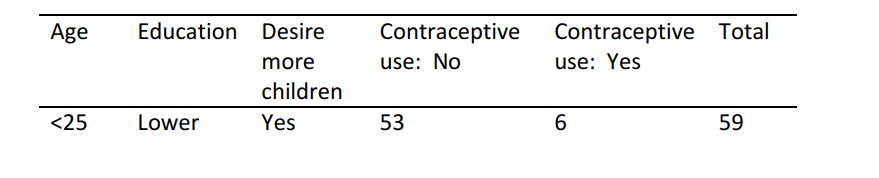 Age Education Desire more children Contraceptive use: No Contraceptive use: Yes Total
<25 Lower Yes 53 6 59